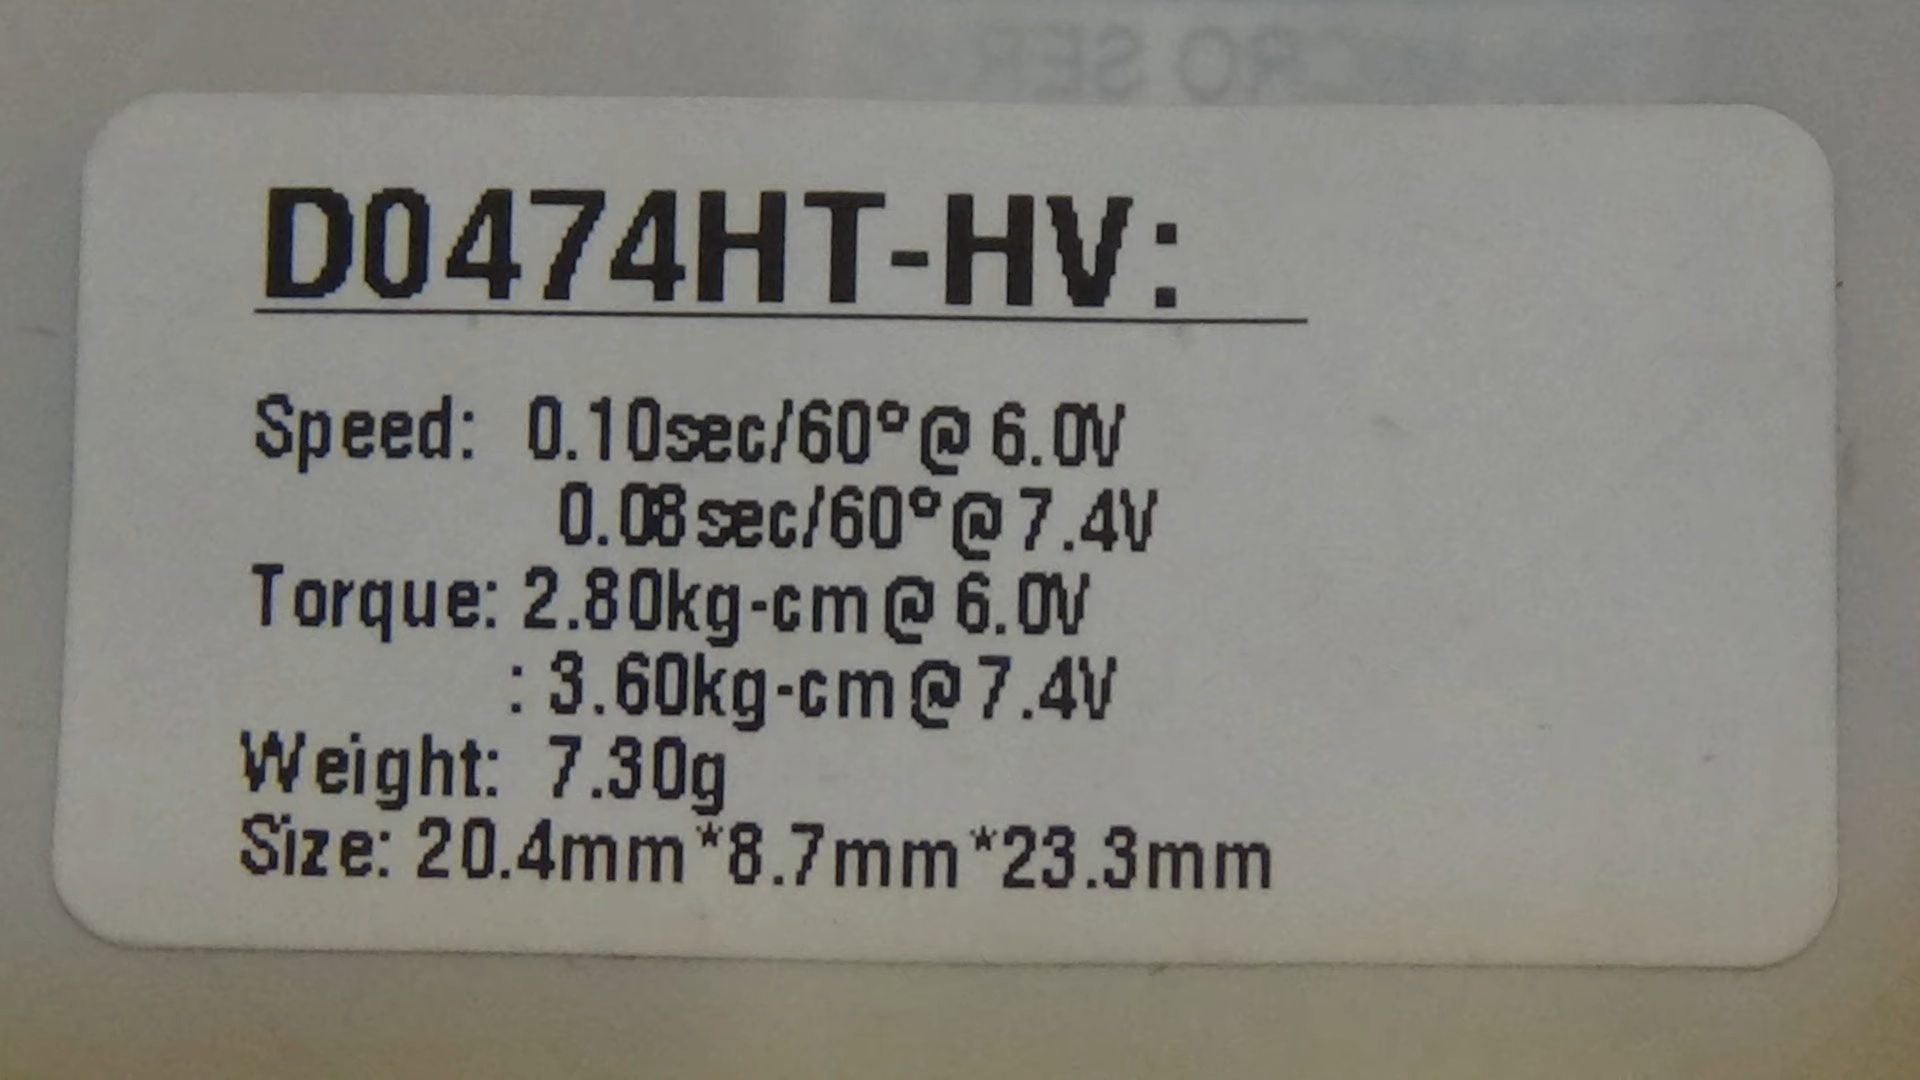 D0474HT-HV:
Speed: 0.10sec/60°@ 6.0V
0.08sec/60°@7.4V
Torque: 2.80kg-cm@ 6.0V
: 3.60kg-cm@7.4V
Weight: 7.30g
Size: 20.4mm*8.7mm*23.3mm